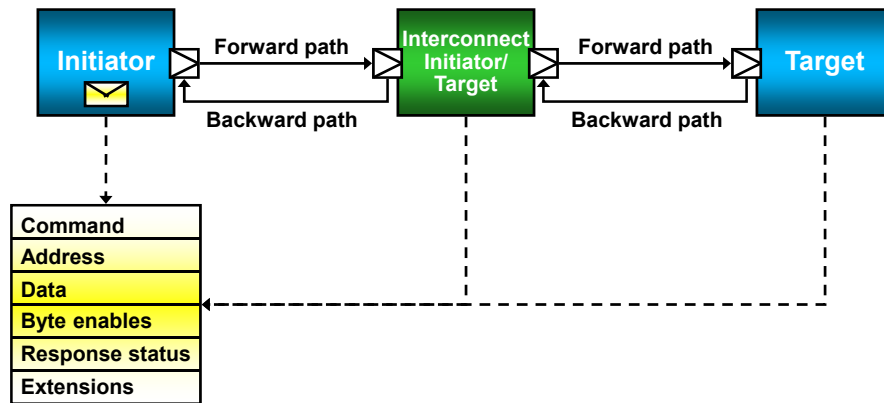 Initiator
Forward path
Backward path
Interconnect
Initiator/
Target
Forward path
Backward path
Target
Command
Address
Data
Byte enables
Response status
Extensions